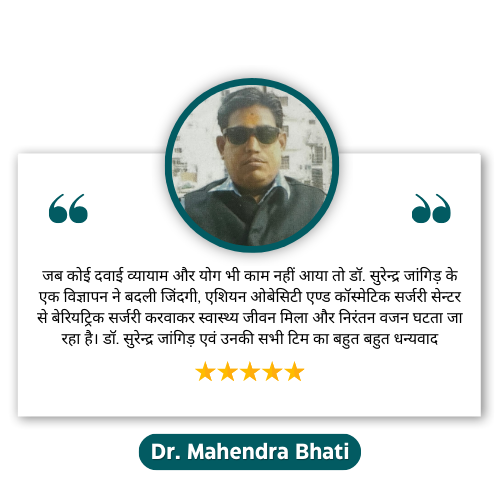 जब कोई दवाई व्यायाम और योग भी काम नहीं आया तो डॉ. सुरेन्द्र जांगिड़ के
एक विज्ञापन ने बदली जिंदगी, एशियन ओबेसिटी एण्ड कॉस्मेटिक सर्जरी सेन्टर
से बेरियट्रिक सर्जरी करवाकर स्वास्थ्य जीवन मिला और निरंतन वजन घटता जा
रहा है। डॉ. सुरेन्द्र जांगिड़ एवं उनकी सभी टिम का बहुत बहुत धन्यवाद
Dr. Mahendra Bhati